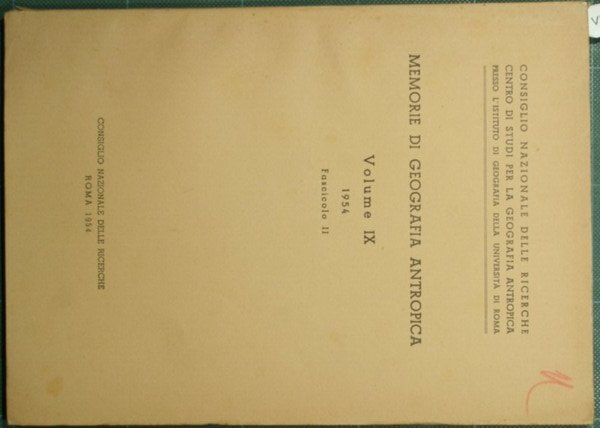 CONSIGLIO NAZIONALE DELLE RICERCHE
CENTRO DI STUDI PER LA GEOGRAFIA ANTROPICA
PRESSO L'ISTITUTO DI GEOGRAFIA DELLA UNIVERSITÀ DI ROMA
MEMORIE DI GEOGRAFIA ANTROPICA
Volume IX
1954
Fascicolo II
CONSIGLIO NAZIONALE DELLE RICERCHE
ROMA 1954